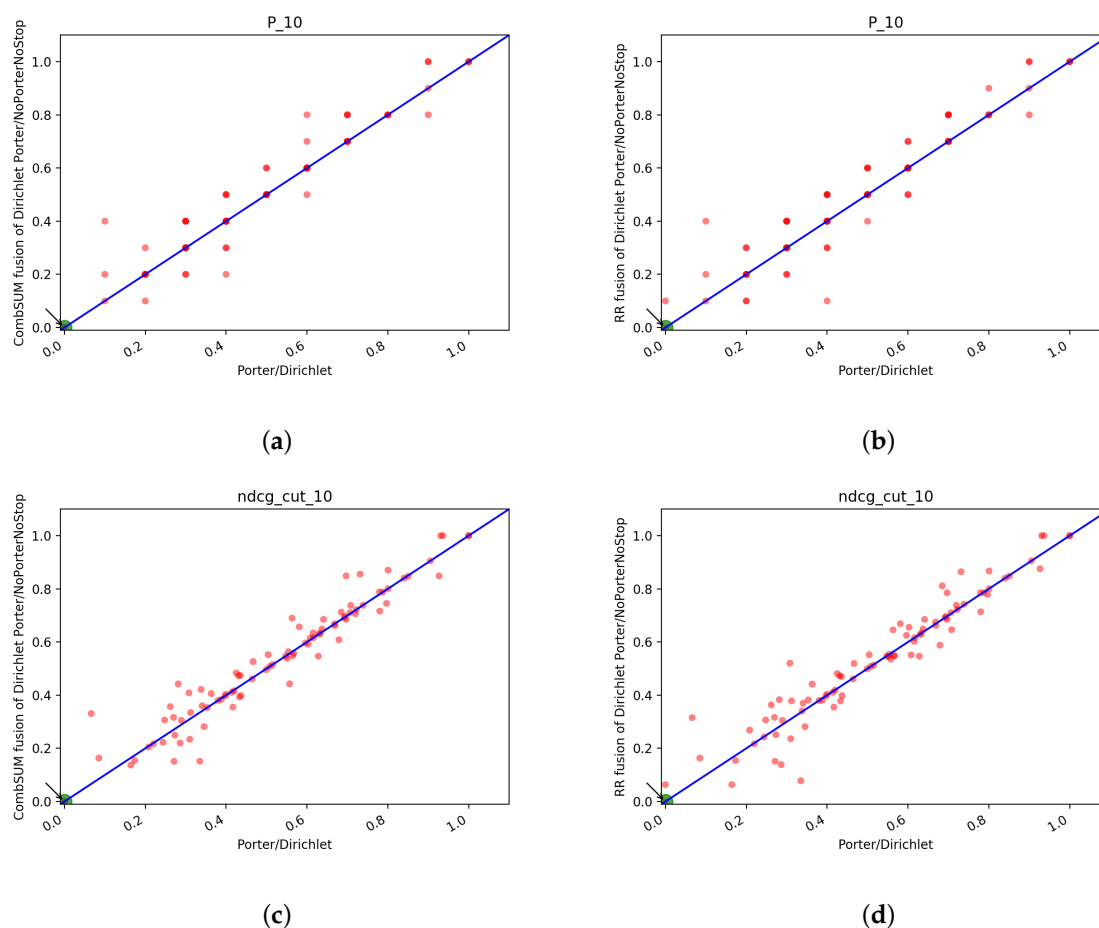 P_10
CombSUM fusion of Dirichlet Porter/NoPorterNoStop
1.0
0.8
0.6
0.4
0.2
0.0
0.0 0.2 0.4 0.6 0.8 1.0
Porter/Dirichlet
(a)
P_10
RR fusion of Dirichlet Porter/NoPorterNoStop
1.0
0.8
0.6
0.4
0.2
0.0
0.0 0.2 0.4 0.6 0.8 1.0
Porter/Dirichlet
(b)
ndcg_cut_10
CombSUM fusion of Dirichlet Porter/NoPorterNoStop
1.0
0.8
0.6
0.4
0.2
0.0
0.0 0.2 0.4 0.6 0.8 1.0
Porter/Dirichlet
(c)
ndcg_cut_10
RR fusion of Dirichlet Porter/NoPorterNoStop
1.0
0.8
0.6
0.4
0.2
0.0
0.0 0.2 0.4 0.6 0.8 1.0
Porter/Dirichlet
(d)